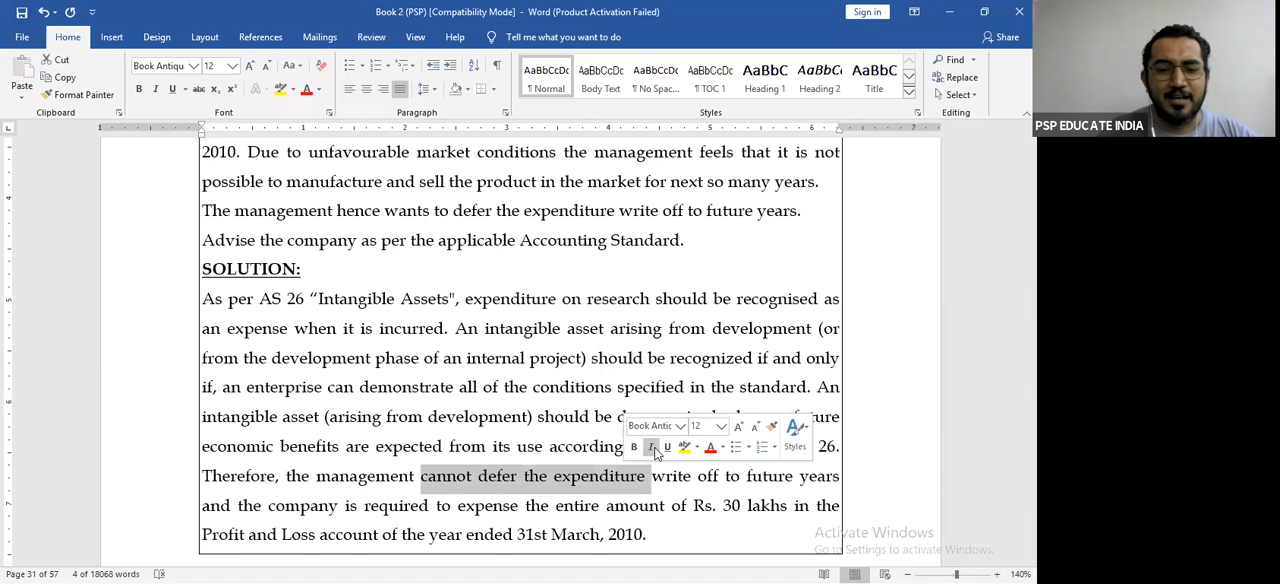 Book 2 (PSP) [Compatibility Mode] - Word (Product Activation Failed)
Sign in
File Home Insert Design Layout References Mailings Review View Help Tell me what you want to do Share
Paste Cut Copy Format Painter Clipboard
Book Antiqu 12 Font
Paragraph
AaBbCcDc AaBbCcDc AaBbCcDc AaBbCcDc AaBbC AaBbC AaBbC
¶ Normal Body Text ¶ No Spac... ¶ TOC 1 Heading 1 Heading 2 Title
Styles
Find Replace Select Editing
PSP EDUCATE INDIA
2010. Due to unfavourable market conditions the management feels that it is not
possible to manufacture and sell the product in the market for next so many years.
The management hence wants to defer the expenditure write off to future years.
Advise the company as per the applicable Accounting Standard.
SOLUTION:
As per AS 26 “Intangible Assets", expenditure on research should be recognised as
an expense when it is incurred. An intangible asset arising from development (or
from the development phase of an internal project) should be recognized if and only
if, an enterprise can demonstrate all of the conditions specified in the standard. An
intangible asset (arising from development) should be
economic benefits are expected from its use according 26.
Book Antic 12
Styles
Therefore, the management cannot defer the expenditure write off to future years
and the company is required to expense the entire amount of Rs. 30 lakhs in the
Profit and Loss account of the year ended 31st March, 2010.
Activate Windows
Go to Settings to activate Windows.
Page 31 of 57 4 of 18068 words 140%